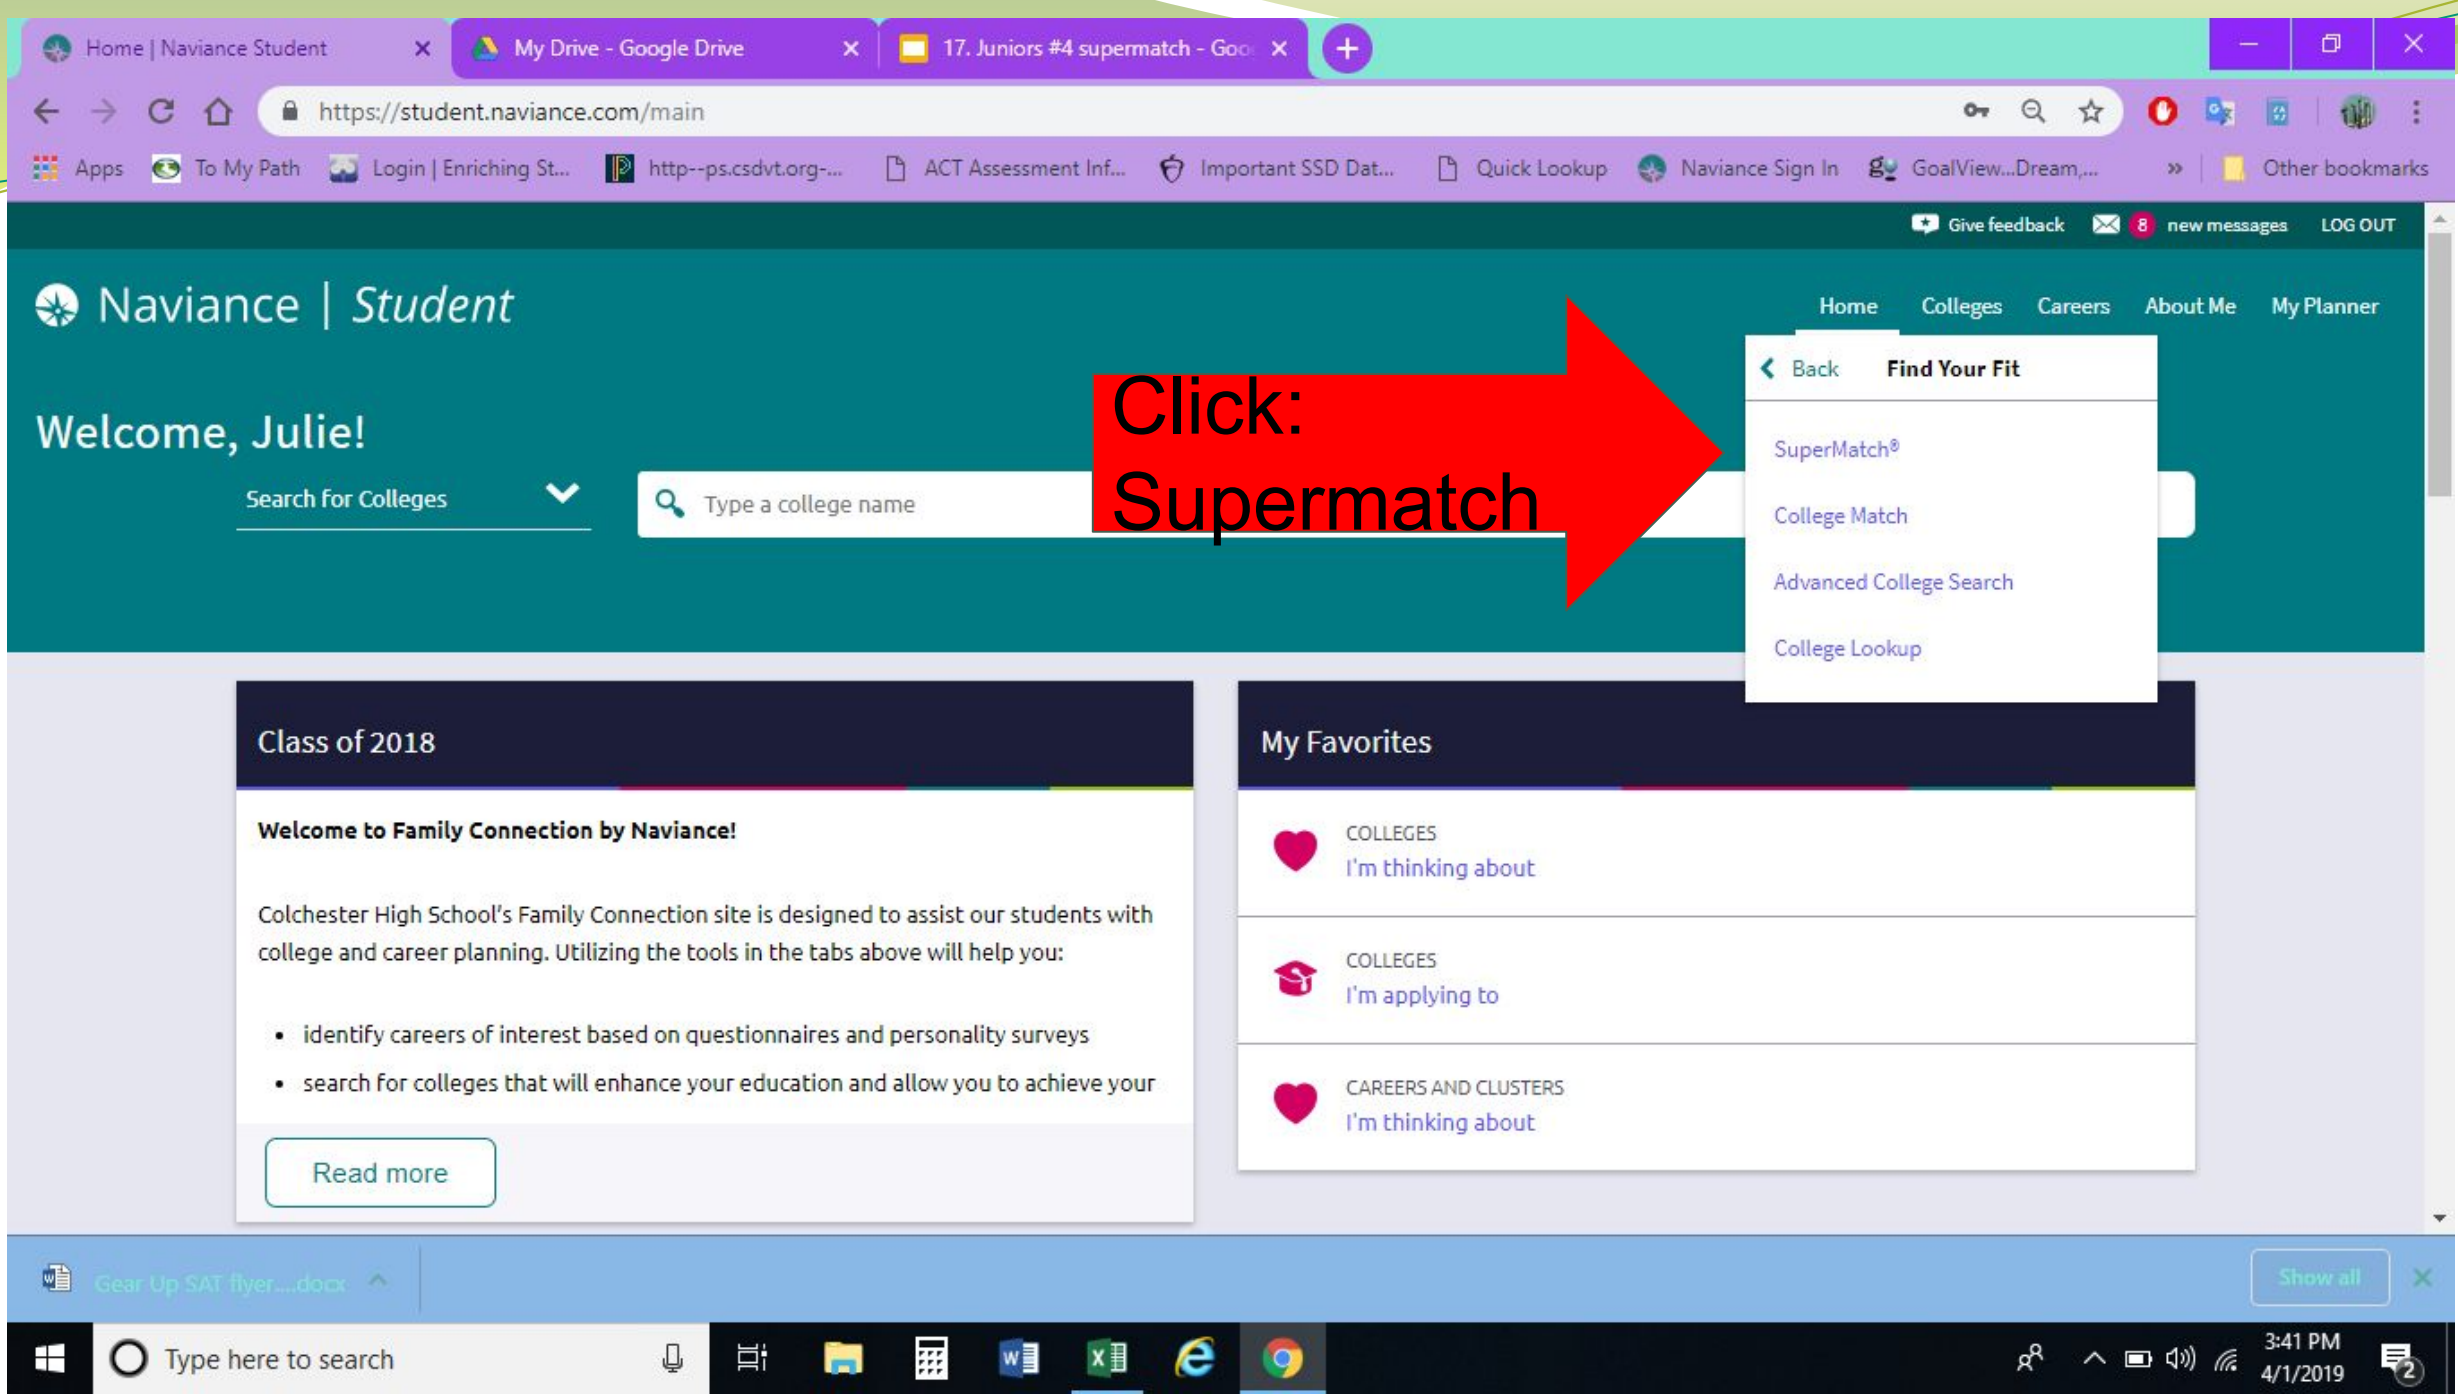 Home | Naviance Student
My Drive - Google Drive
17. Juniors #4 supermatch - Goo
https://student.naviance.com/main
Apps
To My Path
Login | Enriching St...
http--ps.csdvt.org-...
ACT Assessment Inf...
Important SSD Dat...
Quick Lookup
Naviance Sign In
GoalView...Dream,...
»
Other bookmarks
Give feedback
8 new messages
LOG OUT
Naviance | Student
Home
Colleges
Careers
About Me
My Planner
Back
Find Your Fit
SuperMatch®
College Match
Advanced College Search
College Lookup
Click:
Supermatch
Welcome, Julie!
Search for Colleges
Type a college name
Class of 2018
Welcome to Family Connection by Naviance!
Colchester High School's Family Connection site is designed to assist our students with
college and career planning. Utilizing the tools in the tabs above will help you:
• identify careers of interest based on questionnaires and personality surveys
• search for colleges that will enhance your education and allow you to achieve your
Read more
My Favorites
COLLEGES
I'm thinking about
COLLEGES
I'm applying to
CAREERS AND CLUSTERS
I'm thinking about
Gear Up SAT flyer....docx
Show all
Type here to search
3:41 PM
4/1/2019
2